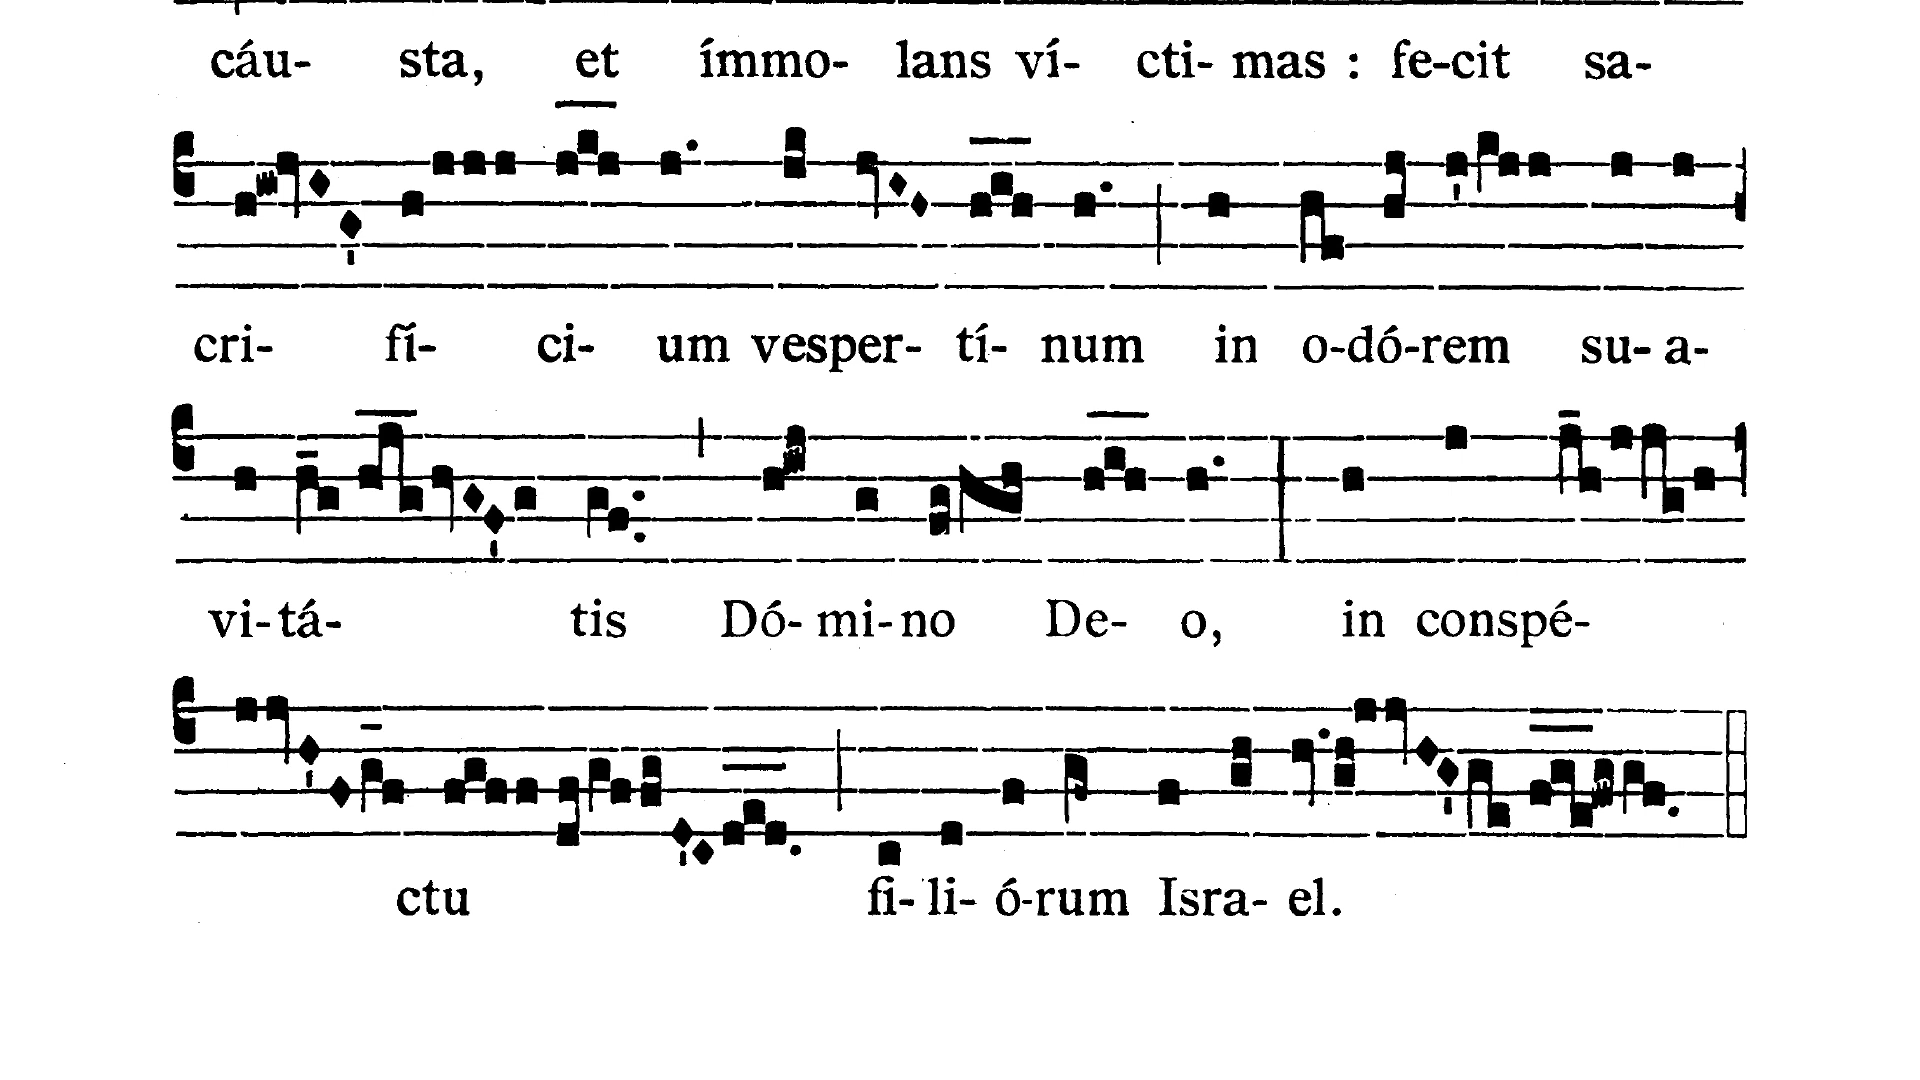 cáu- sta, et ímmo- lans ví- cti- mas : fe-cit sa-
cri- fí- ci- um vesper- tí- num in o-dó-rem su- a-
vi-tá- tis Dó- mi-no De- o, in conspé-
ctu fi- li- ó-rum Isra- el.